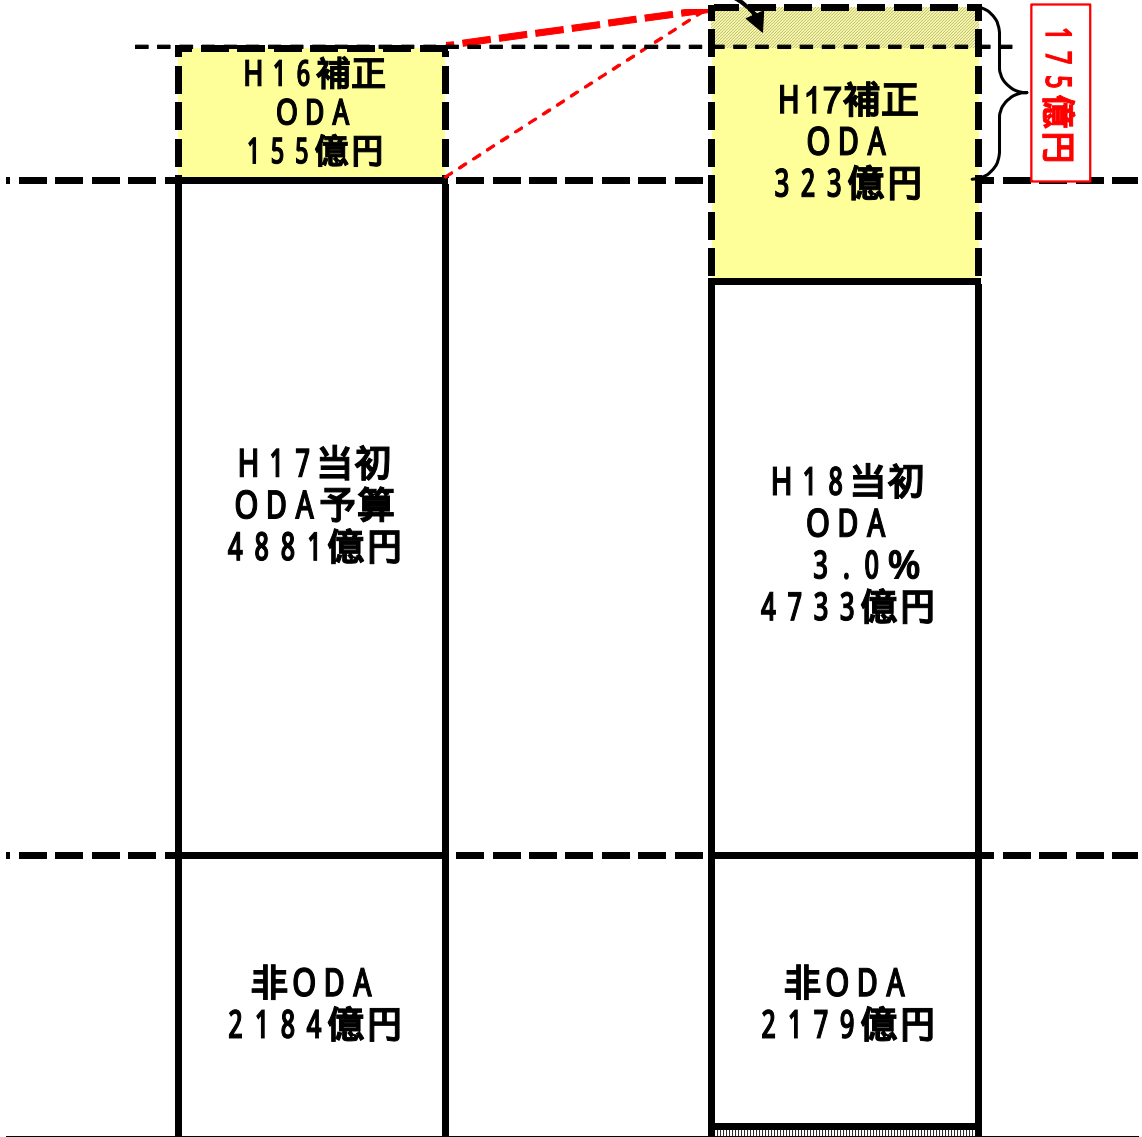 H16補正
ODA
155億円
H17当初
ODA予算
4881億円
非ODA
2184億円
H17補正
ODA
323億円
H18当初
ODA
3.0%
4733億円
非ODA
2179億円
175億円